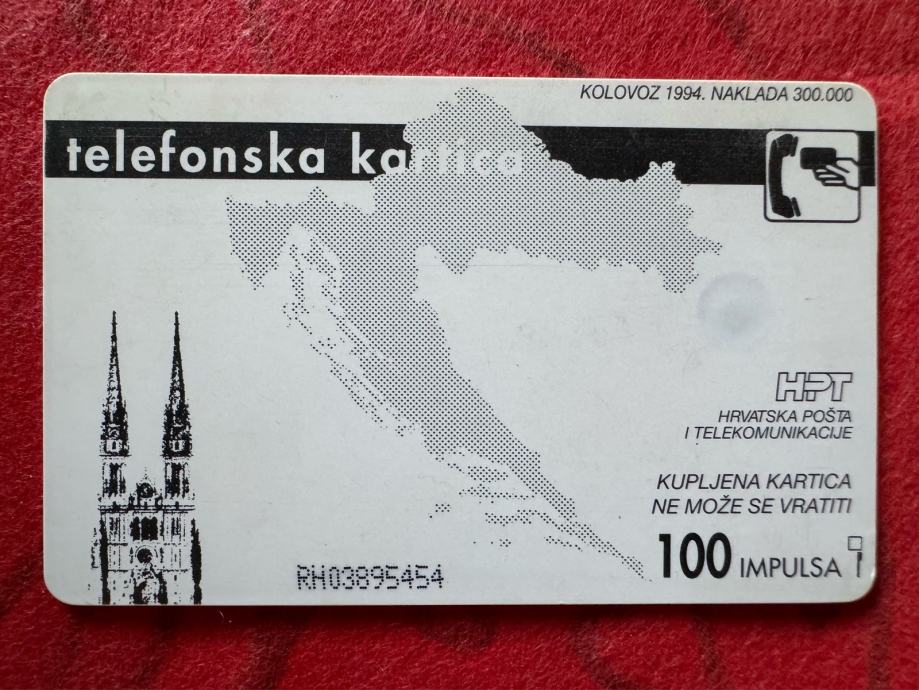 KOLOVOZ 1994. NAKLADA 300.000
telefonska kartica
HPT
HRVATSKA POŠTA
I TELEKOMUNIKACIJE
KUPLJENA KARTICA
NE MOŽE SE VRATITI
100 IMPULSA
RH03895454